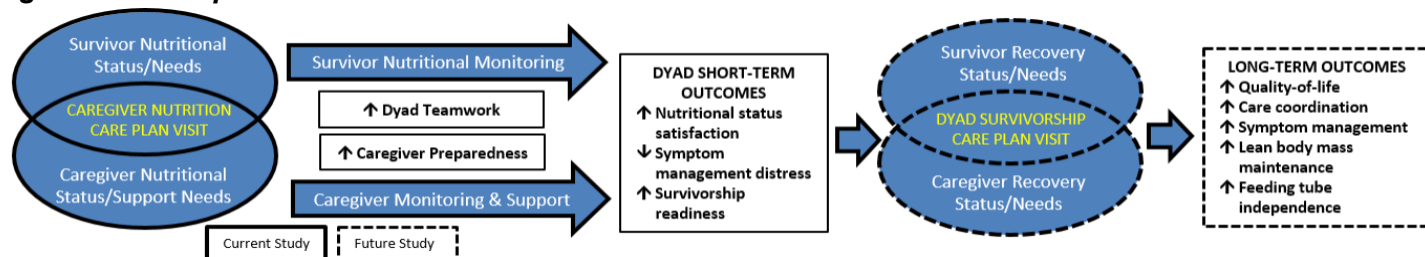 Survivor Nutritional
Status/Needs
CAREGIVER NUTRITION
CARE PLAN VISIT
Caregiver Nutritional
Status/Support Needs
Survivor Nutritional Monitoring
↑ Dyad Teamwork
↑ Caregiver Preparedness
Caregiver Monitoring & Support
Current Study
Future Study
DYAD SHORT-TERM
OUTCOMES
↑ Nutritional status
satisfaction
↓ Symptom
management distress
↑ Survivorship
readiness
Survivor Recovery
Status/Needs
DYAD SURVIVORSHIP
CARE PLAN VISIT
Caregiver Recovery
Status/Needs
LONG-TERM OUTCOMES
↑ Quality-of-life
↑ Care coordination
↑ Symptom management
↑ Lean body mass
maintenance
↑ Feeding tube
independence